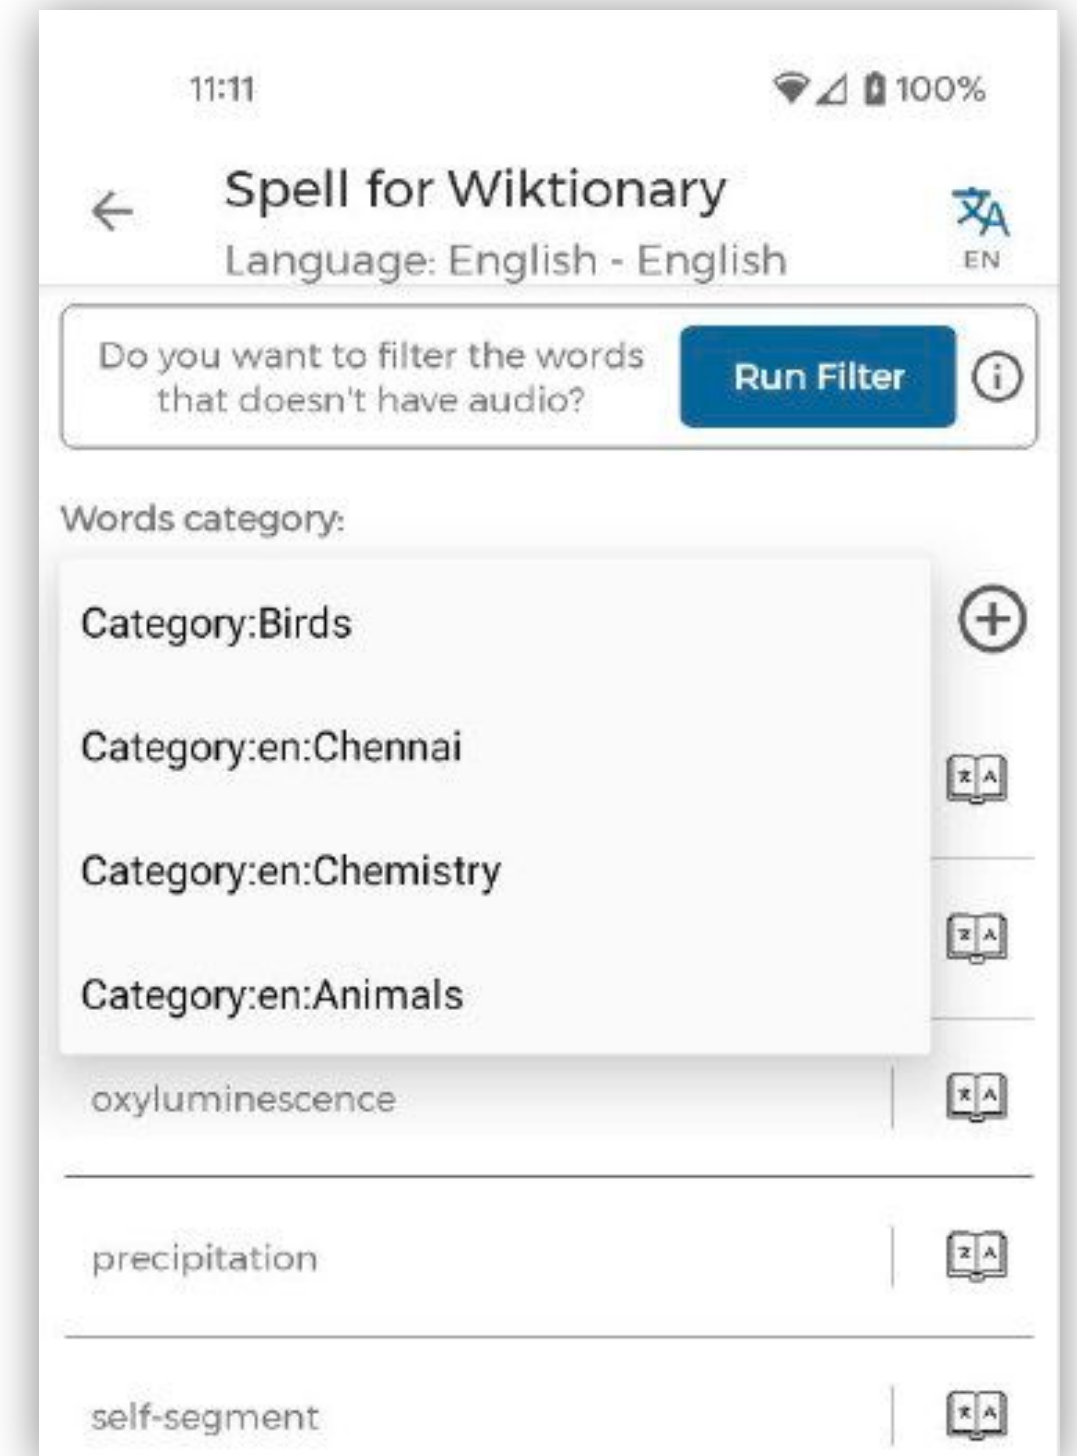 11:11 100%
Spell for Wiktionary
Language: English - English
EN
Do you want to filter the words
that doesn't have audio?
Run Filter
Words category:
Category:Birds
Category:en:Chennai
Category:en:Chemistry
Category:en:Animals
oxyluminescence
precipitation
self-segment